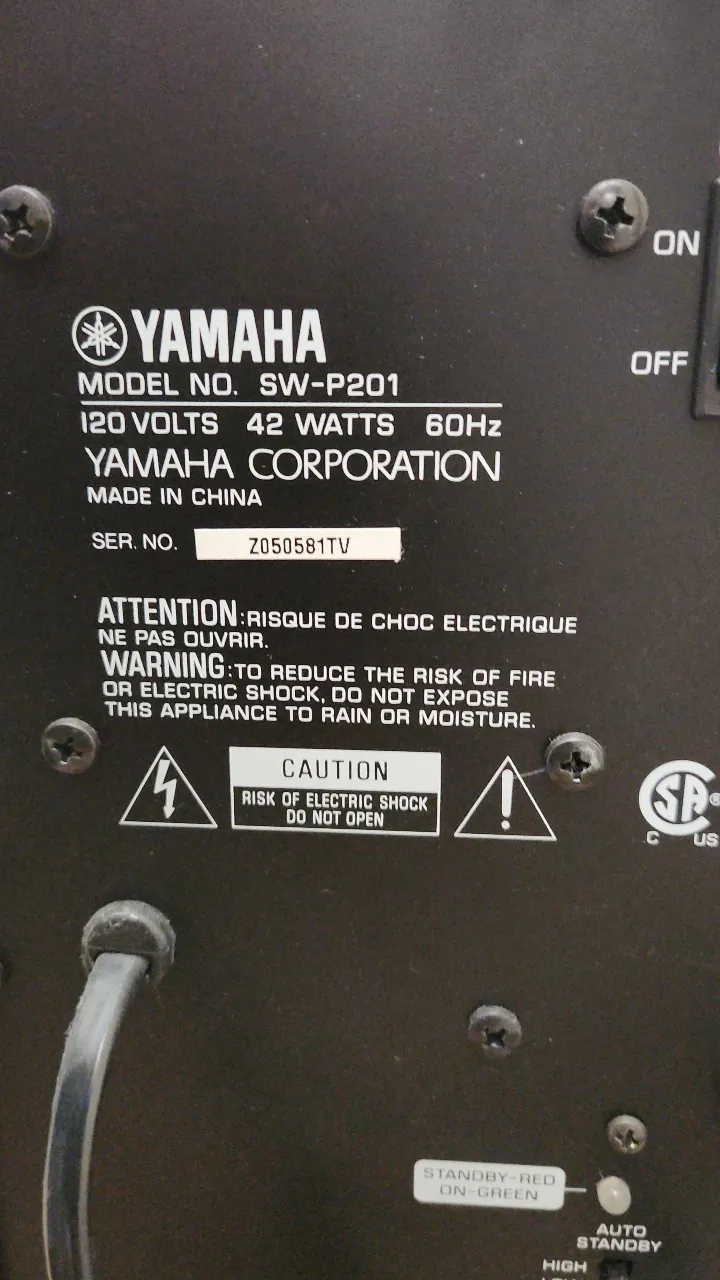 ON
YAMAHA
OFF
MODEL NO. SW-P201
120 VOLTS 42 WATTS 60Hz
YAMAHA CORPORATION
MADE IN CHINA
SER. NO. Z050581TV
ATTENTION:RISQUE DE CHOC ELECTRIQUE
NE PAS OUVRIR.
WARNING:TO REDUCE THE RISK OF FIRE
OR ELECTRIC SHOCK, DO NOT EXPOSE
THIS APPLIANCE TO RAIN OR MOISTURE.
CAUTION
RISK OF ELECTRIC SHOCK
DO NOT OPEN
SA®
C US
STANDBY-RED
ON-GREEN
AUTO
STANDBY
HIGH